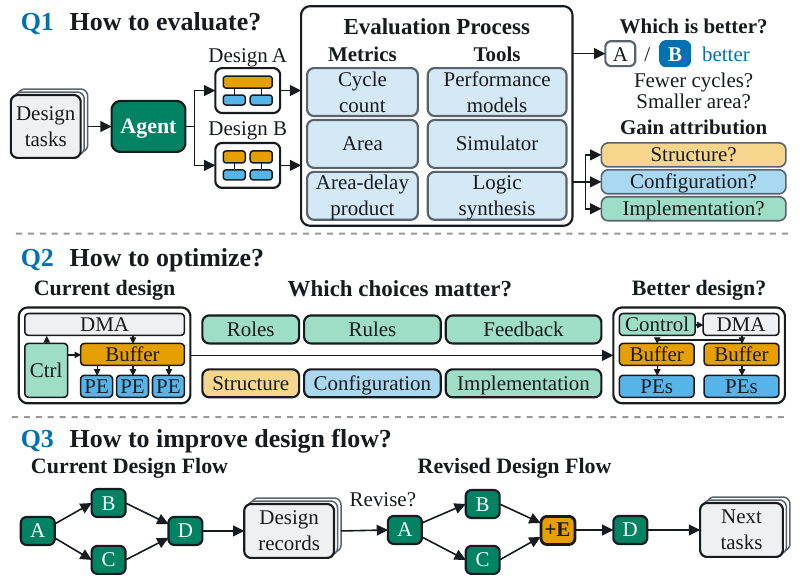 Q1 How to evaluate?
Design
tasks
Agent
Design A
Design B
Evaluation Process
Metrics
Tools
Cycle
count
Performance
models
Area
Simulator
Area-delay
product
Logic
synthesis
Which is better?
A / B better
Fewer cycles?
Smaller area?
Gain attribution
Structure?
Configuration?
Implementation?
Q2 How to optimize?
Current design
DMA
Ctrl
Buffer
PE PE PE
Which choices matter?
Roles
Rules
Feedback
Structure
Configuration
Implementation
Better design?
Control
DMA
Buffer
Buffer
PEs
PEs
Q3 How to improve design flow?
Current Design Flow
A
B
C
D
Design
records
Revise?
Revised Design Flow
A
B
C
+E
D
Next
tasks